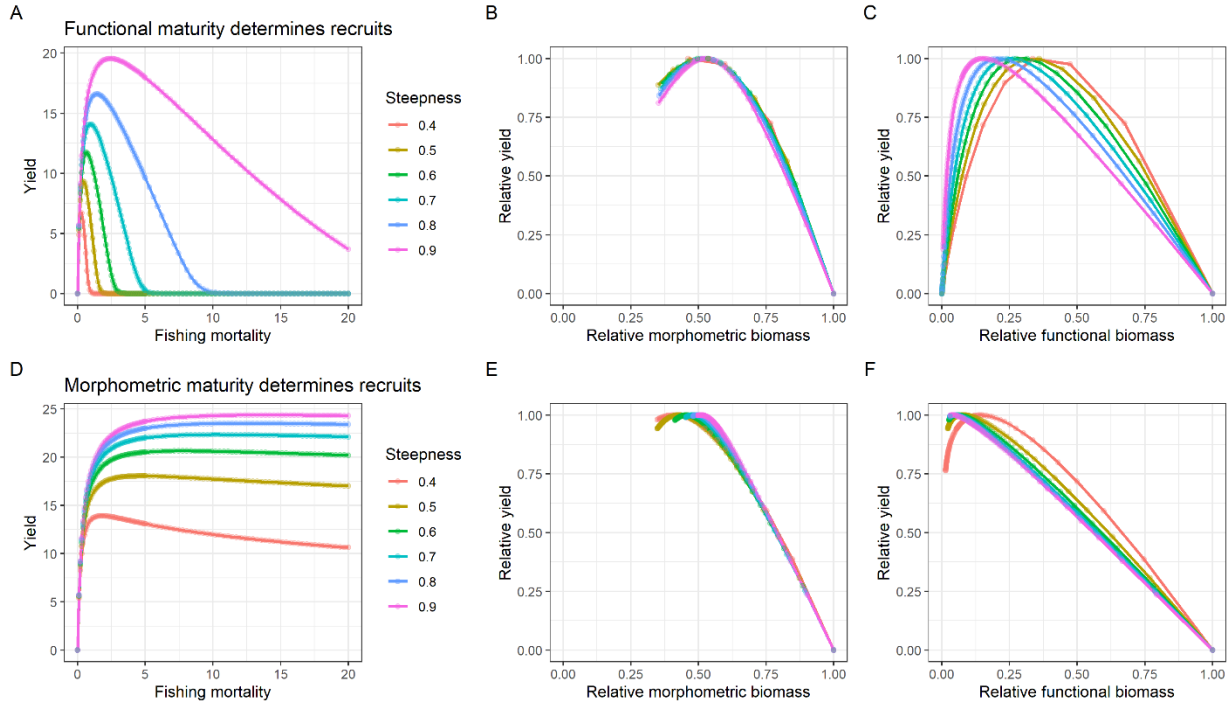 A
Functional maturity determines recruits
Yield
20
15
10
5
0
0 5 10 15 20
Fishing mortality
Steepness
0.4
0.5
0.6
0.7
0.8
0.9
B
Relative yield
1.00
0.75
0.50
0.25
0.00
0.00 0.25 0.50 0.75 1.00
Relative morphometric biomass
C
Relative yield
1.00
0.75
0.50
0.25
0.00
0.00 0.25 0.50 0.75 1.00
Relative functional biomass
D
Morphometric maturity determines recruits
Yield
25
20
15
10
5
0
0 5 10 15 20
Fishing mortality
Steepness
0.4
0.5
0.6
0.7
0.8
0.9
E
Relative yield
1.00
0.75
0.50
0.25
0.00
0.00 0.25 0.50 0.75 1.00
Relative morphometric biomass
F
Relative yield
1.00
0.75
0.50
0.25
0.00
0.00 0.25 0.50 0.75 1.00
Relative functional biomass